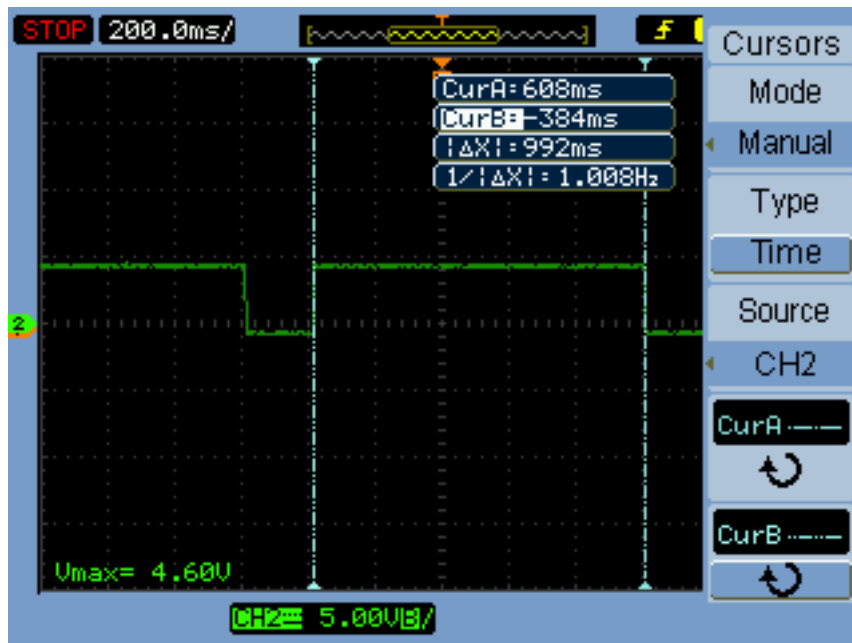 STOP 200.0ms/
T
CurA:608ms
CurB:-384ms
|ΔX|:992ms
1/|ΔX|:1.008Hz
2
Vmax= 4.60V
CH2 5.00VB/
Cursors
Mode
Manual
Type
Time
Source
CH2
CurA
CurB